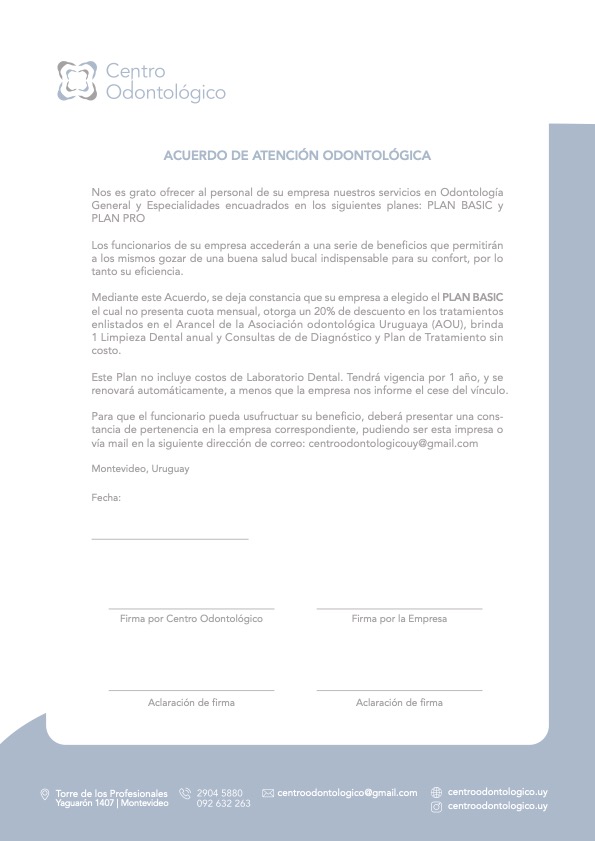 Centro
Odontológico
ACUERDO DE ATENCIÓN ODONTOLÓGICA
Nos es grato ofrecer al personal de su empresa nuestros servicios en Odontología
General y Especialidades encuadrados en los siguientes planes: PLAN BASIC y
PLAN PRO
Los funcionarios de su empresa accederán a una serie de beneficios que permitirán
a los mismos gozar de una buena salud bucal indispensable para su confort, por lo
tanto su eficiencia.
Mediante este Acuerdo, se deja constancia que su empresa a elegido el PLAN BASIC
el cual no presenta cuota mensual, otorga un 20% de descuento en los tratamientos
enlistados en el Arancel de la Asociación odontológica Uruguaya (AOU), brinda
1 Limpieza Dental anual y Consultas de de Diagnóstico y Plan de Tratamiento sin
costo.
Este Plan no incluye costos de Laboratorio Dental. Tendrá vigencia por 1 año, y se
renovará automáticamente, a menos que la empresa nos informe el cese del vínculo.
Para que el funcionario pueda usufructuar su beneficio, deberá presentar una cons-
tancia de pertenencia en la empresa correspondiente, pudiendo ser esta impresa o
vía mail en la siguiente dirección de correo: centroodontologicouy@gmail.com
Montevideo, Uruguay
Fecha:
Firma por Centro Odontológico
Firma por la Empresa
Aclaración de firma
Aclaración de firma
Torre de los Profesionales
Yaguarón 1407 | Montevideo
2904 5880
092 632 263
centroodontologico@gmail.com
centroodontologico.uy
centroodontologico.uy